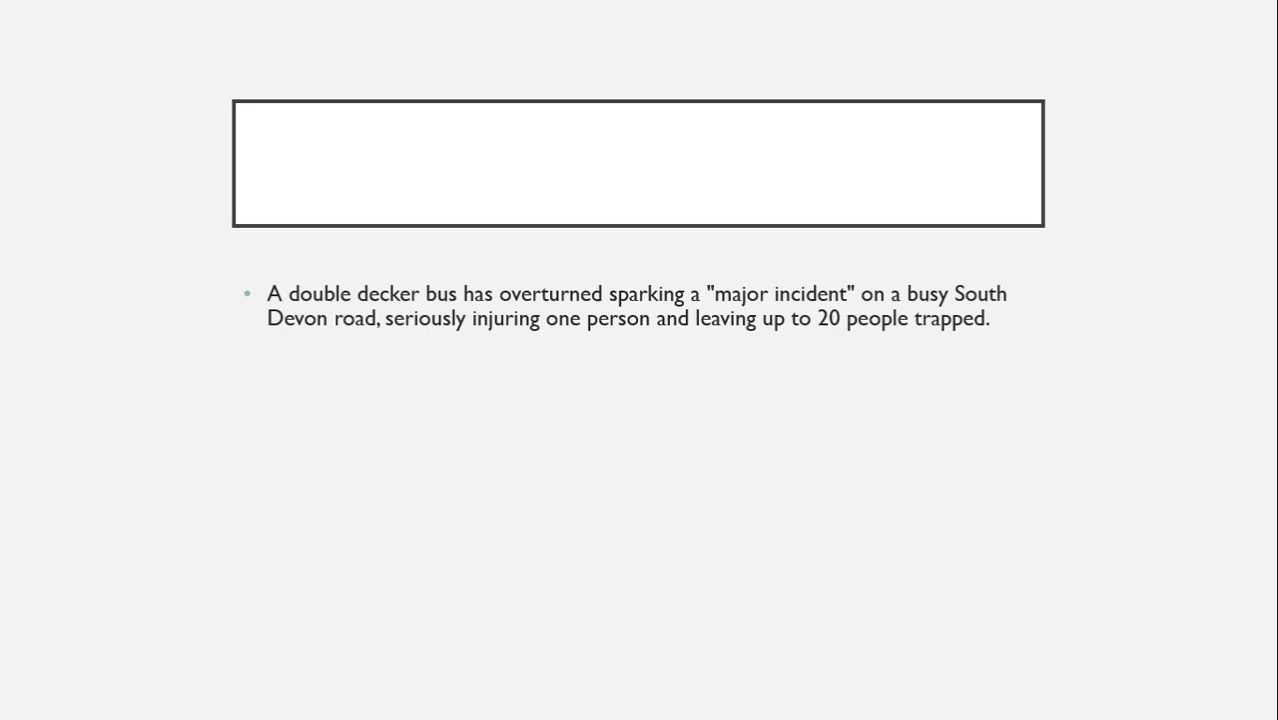 • A double decker bus has overturned sparking a "major incident" on a busy South
Devon road, seriously injuring one person and leaving up to 20 people trapped.